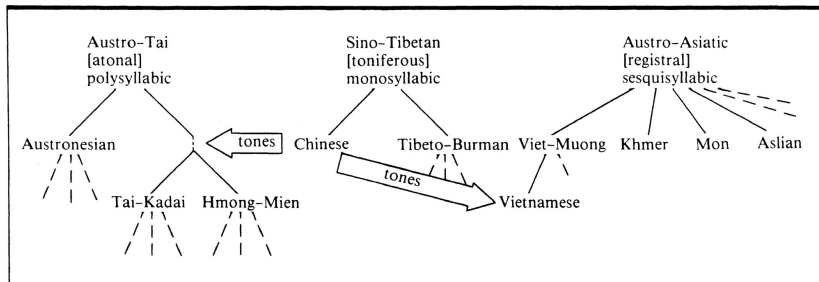 Austro-Tai
[atonal]
polysyllabic
Sino-Tibetan
[toniferous]
monosyllabic
Austro-Asiatic
[registral]
sesquisyllabic
Austronesian
tones
Chinese
Tibeto-Burman
Viet-Muong
Khmer
Mon
Aslian
tones
Tai-Kadai
Hmong-Mien
Vietnamese